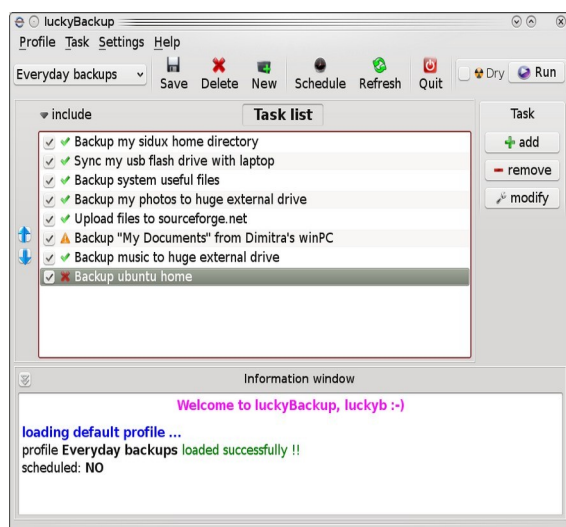 luckyBackup
Profile Task Settings Help
Everyday backups
Save Delete New Schedule Refresh Quit
Dry Run
include Task list Task
Backup my sidux home directory
Sync my usb flash drive with laptop
Backup system useful files
Backup my photos to huge external drive
Upload files to sourceforge.net
Backup "My Documents" from Dimitra's winPC
Backup music to huge external drive
Backup ubuntu home
add
remove
modify
Information window
Welcome to luckyBackup, luckyb :-)
loading default profile ...
profile Everyday backups loaded successfully !!
scheduled: NO